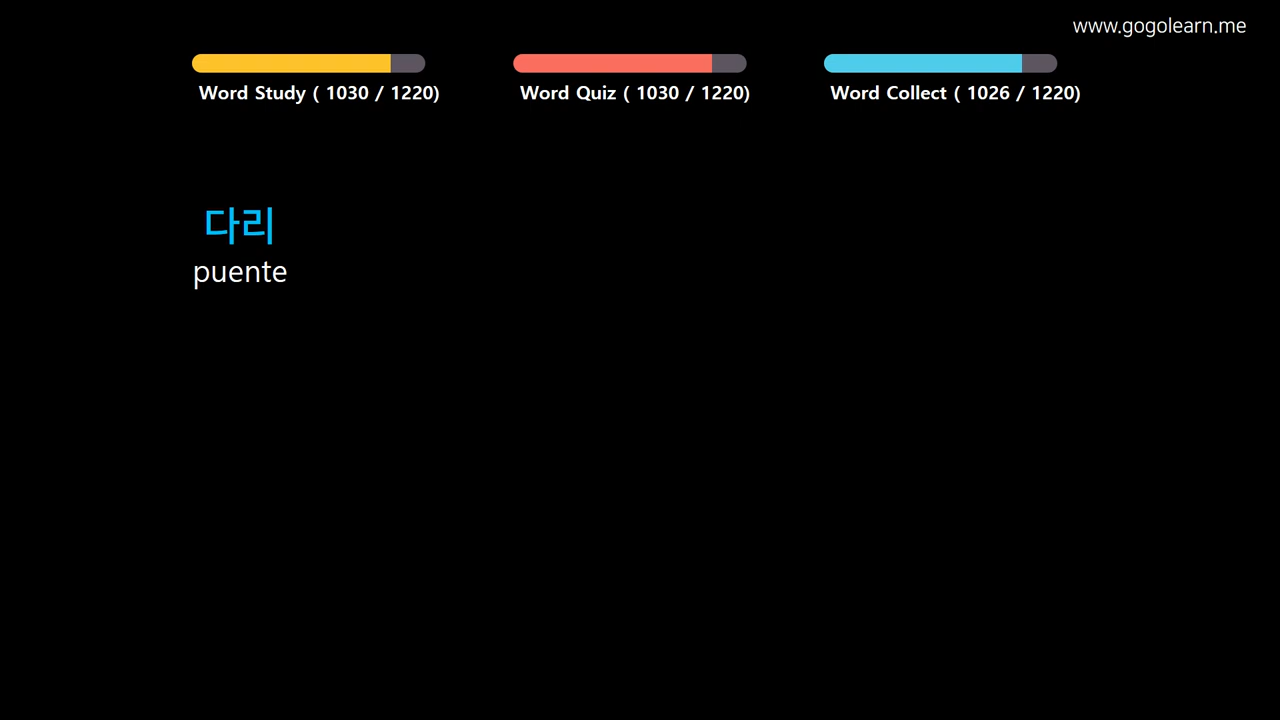 www.gogolearn.me
Word Study ( 1030 / 1220)
Word Quiz ( 1030 / 1220)
Word Collect ( 1026 / 1220)
다리
puente